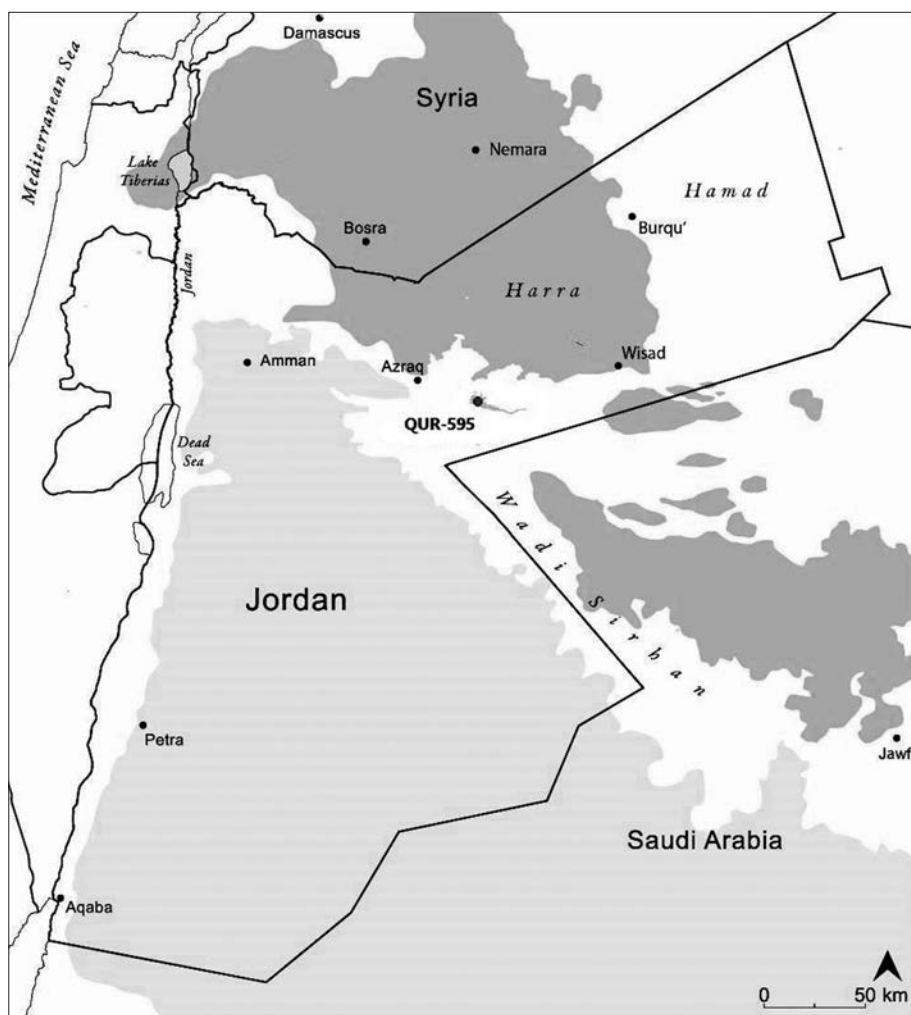 Damascus
Mediterranean Sea
Syria
Nemara
Lake
Tiberias
Hamad
Burqu'
Bosra
Jordan
Harra
Amman
Azraq
Wisad
QUR-595
Dead
Sea
Wadi Sirhan
Jordan
Petra
Jawf
Saudi Arabia
Aqaba
0 50 km